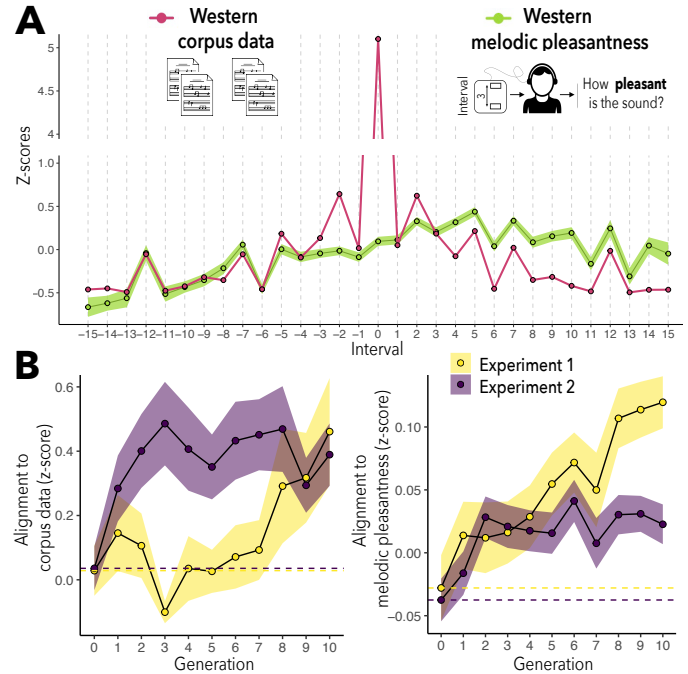 A
Western
corpus data
Western
melodic pleasantness
Interval
3
How pleasant
is the sound?
Z-scores
5
4.5
4
1.0
0.5
0.0
−0.5
−15 −14 −13 −12 −11 −10 −9 −8 −7 −6 −5 −4 −3 −2 −1 0 1 2 3 4 5 6 7 8 9 10 11 12 13 14 15
Interval
B
Experiment 1
Experiment 2
Alignment to
corpus data (z-score)
0.6
0.4
0.2
0.0
0 1 2 3 4 5 6 7 8 9 10
Generation
Alignment to
melodic pleasantness (z-score)
0.10
0.05
0.00
−0.05
0 1 2 3 4 5 6 7 8 9 10
Generation